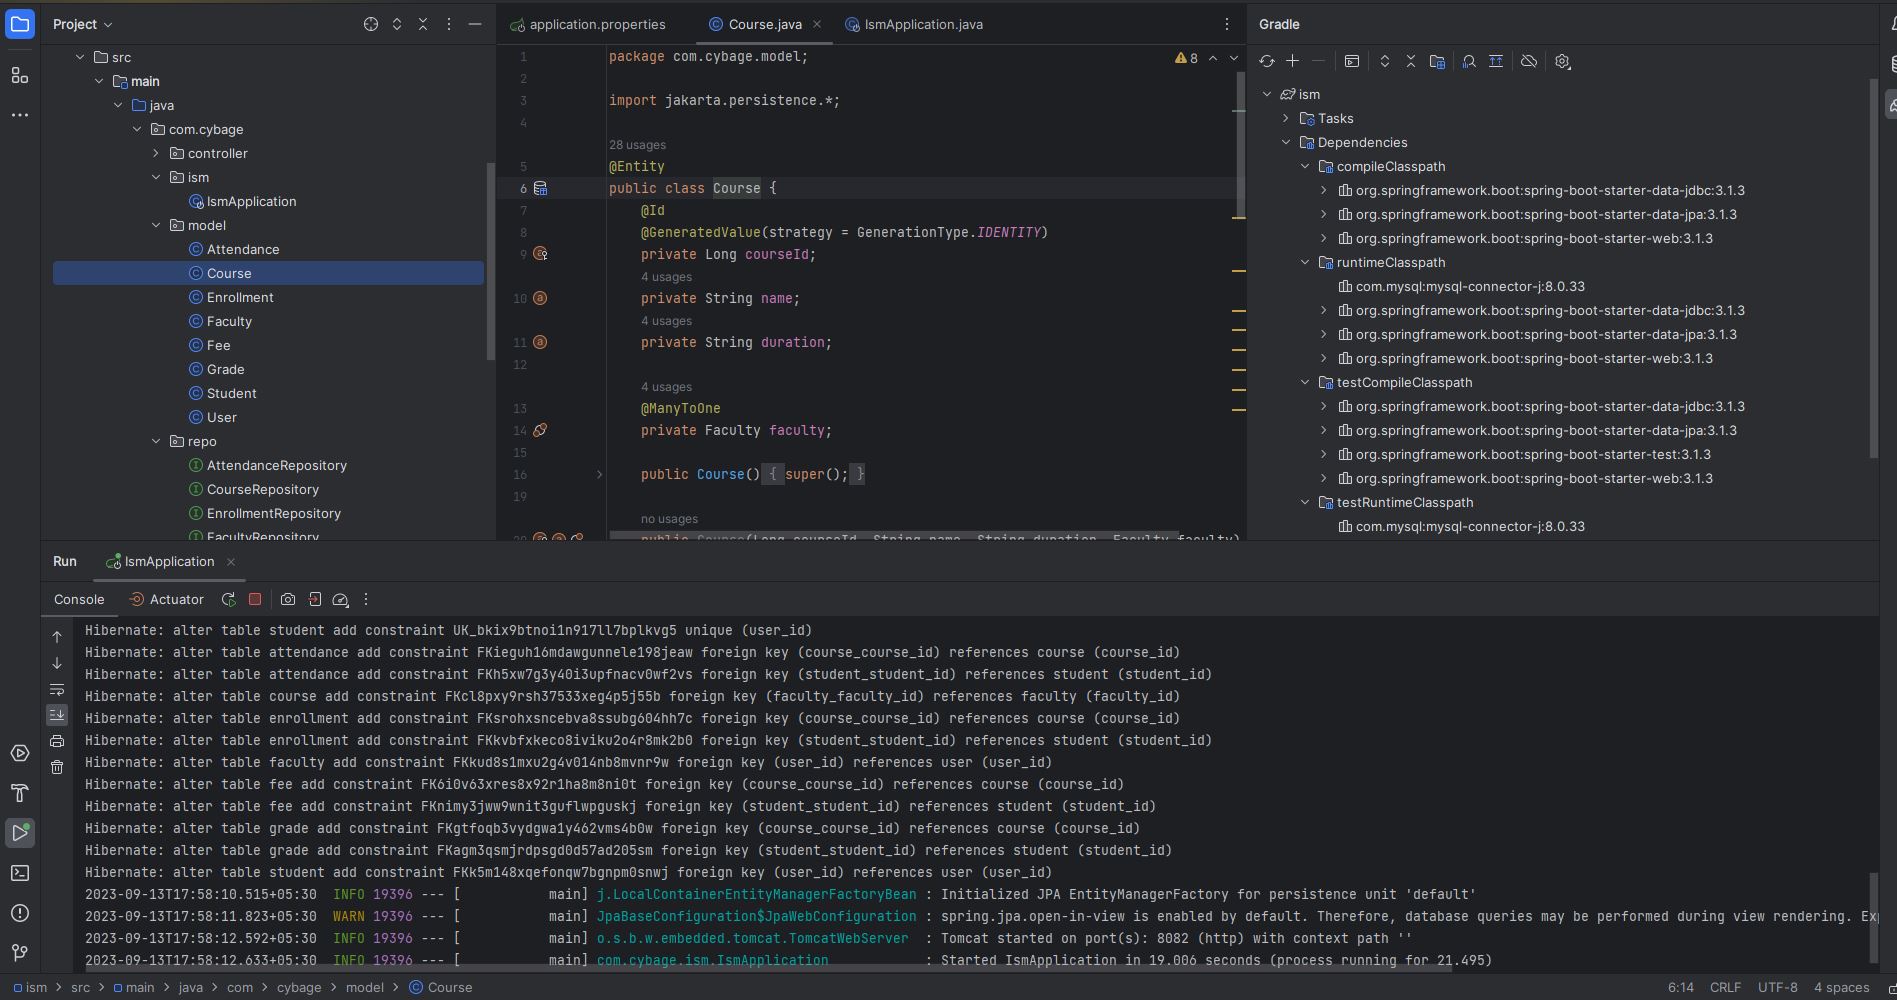 Project
src
main
java
com.cybage
controller
ism
IsmApplication
model
Attendance
Course
Enrollment
Faculty
Fee
Grade
Student
User
repo
AttendanceRepository
CourseRepository
EnrollmentRepository
FacultyRepository
application.properties Course.java IsmApplication.java
8
1 package com.cybage.model;
2
3 import jakarta.persistence.*;
4
28 usages
5 @Entity
6 public class Course {
7 @Id
8 @GeneratedValue(strategy = GenerationType.IDENTITY)
9 private Long courseId;
4 usages
10 private String name;
4 usages
11 private String duration;
12
4 usages
13 @ManyToOne
14 private Faculty faculty;
15
16 public Course() { super(); }
19
no usages
20 public Course(Long courseId, String name, String duration, Faculty faculty)
Gradle
ism
Tasks
Dependencies
compileClasspath
org.springframework.boot:spring-boot-starter-data-jdbc:3.1.3
org.springframework.boot:spring-boot-starter-data-jpa:3.1.3
org.springframework.boot:spring-boot-starter-web:3.1.3
runtimeClasspath
com.mysql:mysql-connector-j:8.0.33
org.springframework.boot:spring-boot-starter-data-jdbc:3.1.3
org.springframework.boot:spring-boot-starter-data-jpa:3.1.3
org.springframework.boot:spring-boot-starter-web:3.1.3
testCompileClasspath
org.springframework.boot:spring-boot-starter-data-jdbc:3.1.3
org.springframework.boot:spring-boot-starter-data-jpa:3.1.3
org.springframework.boot:spring-boot-starter-test:3.1.3
org.springframework.boot:spring-boot-starter-web:3.1.3
testRuntimeClasspath
com.mysql:mysql-connector-j:8.0.33
Run IsmApplication
Console Actuator
Hibernate: alter table student add constraint UK_bkix9btnoi1n917ll7bplkvg5 unique (user_id)
Hibernate: alter table attendance add constraint FKieguh16mdawgunnele198jeaw foreign key (course_course_id) references course (course_id)
Hibernate: alter table attendance add constraint FKh5xw7g3y40i3upfnacv0wf2vs foreign key (student_student_id) references student (student_id)
Hibernate: alter table course add constraint FKcl8pxy9rsh37533xeg4p5j55b foreign key (faculty_faculty_id) references faculty (faculty_id)
Hibernate: alter table enrollment add constraint FKsrohxsncebva8ssubg604hh7c foreign key (course_course_id) references course (course_id)
Hibernate: alter table enrollment add constraint FKkvbfxkeco8iviku2o4r8mk2b0 foreign key (student_student_id) references student (student_id)
Hibernate: alter table faculty add constraint FKkud8s1mxu2g4v014nb8mvnr9w foreign key (user_id) references user (user_id)
Hibernate: alter table fee add constraint FK6i0v63xres8x92r1ha8m8ni0t foreign key (course_course_id) references course (course_id)
Hibernate: alter table fee add constraint FKnimy3jww9wnit3guflwpguskj foreign key (student_student_id) references student (student_id)
Hibernate: alter table grade add constraint FKgtfoqb3vydgwa1y462vms4b0w foreign key (course_course_id) references course (course_id)
Hibernate: alter table grade add constraint FKagm3qsmjrdpsgd0d57ad205sm foreign key (student_student_id) references student (student_id)
Hibernate: alter table student add constraint FKk5m148xqefonqw7bgnpm0snwj foreign key (user_id) references user (user_id)
2023-09-13T17:58:10.515+05:30 INFO 19396 --- [ main] j.LocalContainerEntityManagerFactoryBean : Initialized JPA EntityManagerFactory for persistence unit 'default'
2023-09-13T17:58:11.823+05:30 WARN 19396 --- [ main] JpaBaseConfiguration$JpaWebConfiguration : spring.jpa.open-in-view is enabled by default. Therefore, database queries may be performed during view rendering. Exp
2023-09-13T17:58:12.592+05:30 INFO 19396 --- [ main] o.s.b.w.embedded.tomcat.TomcatWebServer : Tomcat started on port(s): 8082 (http) with context path ''
2023-09-13T17:58:12.633+05:30 INFO 19396 --- [ main] com.cybage.ism.IsmApplication : Started IsmApplication in 19.006 seconds (process running for 21.495)
ism > src > main > java > com > cybage > model > Course 6:14 CRLF UTF-8 4 spaces